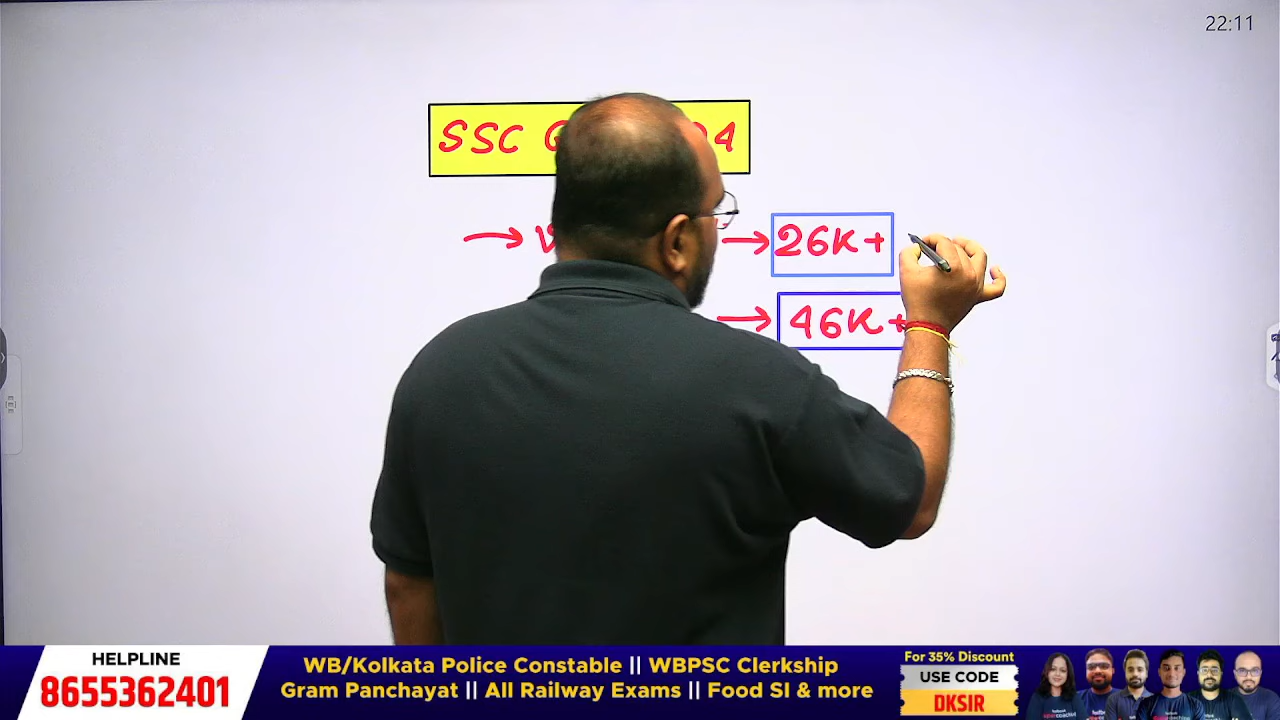 22:11
SSC
→ → 26K+
→ 46K+
HELPLINE
8655362401
WB/Kolkata Police Constable || WBPSC Clerkship
Gram Panchayat || All Railway Exams || Food SI & more
For 35% Discount
USE CODE
DKSIR